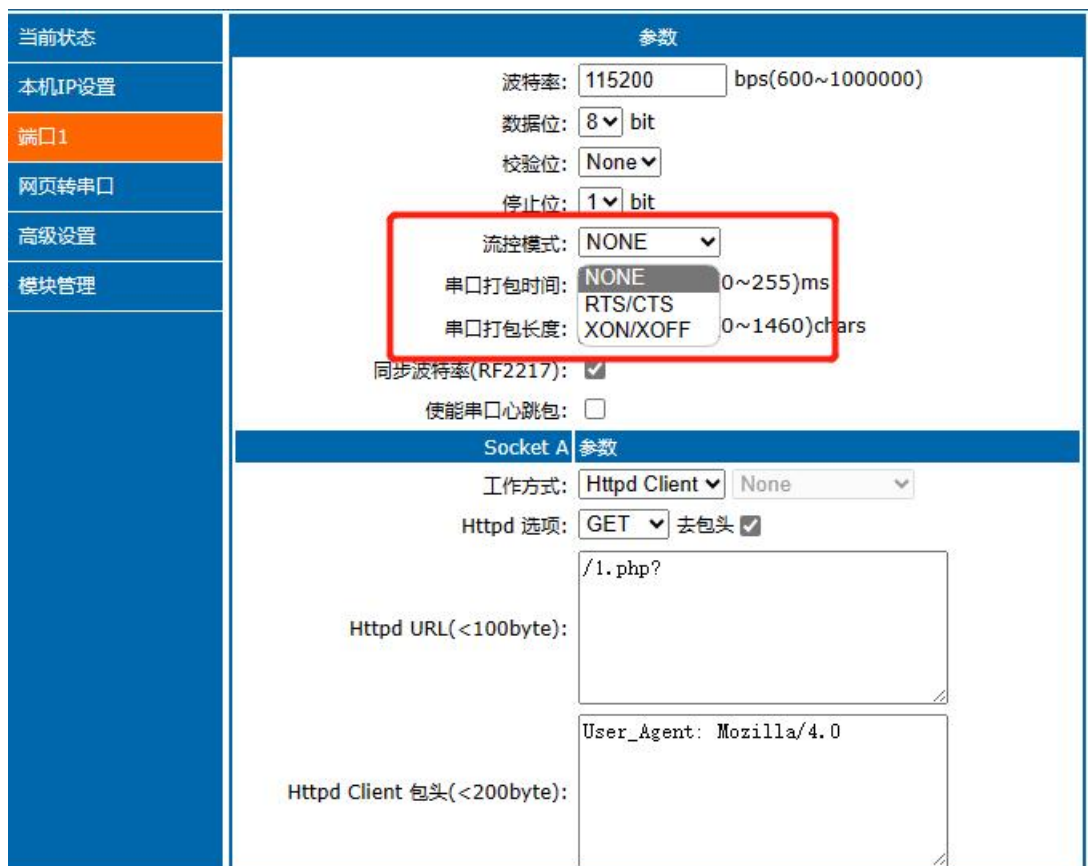 当前状态
本机IP设置
端口1
网页转串口
高级设置
模块管理
参数
波特率: 115200 bps(600~1000000)
数据位: 8 bit
校验位: None
停止位: 1 bit
流控模式: NONE
NONE
RTS/CTS
XON/XOFF
串口打包时间: 0~255)ms
串口打包长度: 0~1460)chars
同步波特率(RF2217):
使能串口心跳包:
Socket A 参数
工作方式: Httpd Client None
Httpd 选项: GET 去包头
Httpd URL(<100byte): /1.php?
Httpd Client 包头(<200byte): User_Agent: Mozilla/4.0